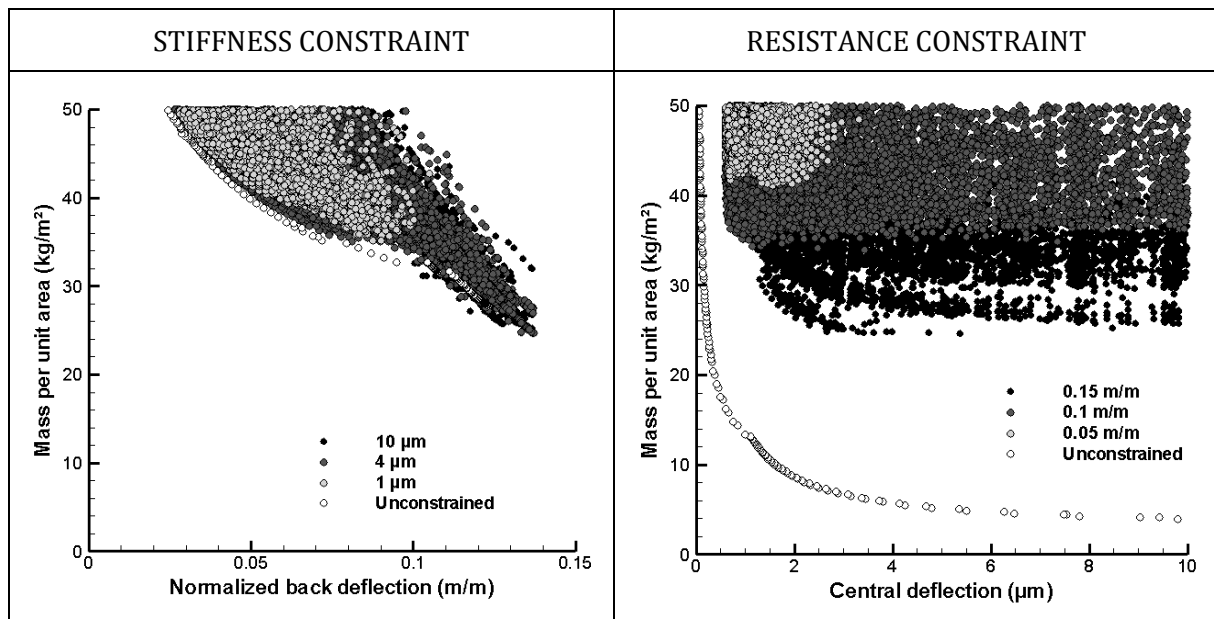 STIFFNESS CONSTRAINT
RESISTANCE CONSTRAINT
Mass per unit area (kg/m²)
50
40
30
20
10
0
10 µm
4 µm
1 µm
Unconstrained
0
0.05
0.1
0.15
Normalized back deflection (m/m)
Mass per unit area (kg/m²)
50
40
30
20
10
0
0.15 m/m
0.1 m/m
0.05 m/m
Unconstrained
2
4
6
8
10
Central deflection (µm)